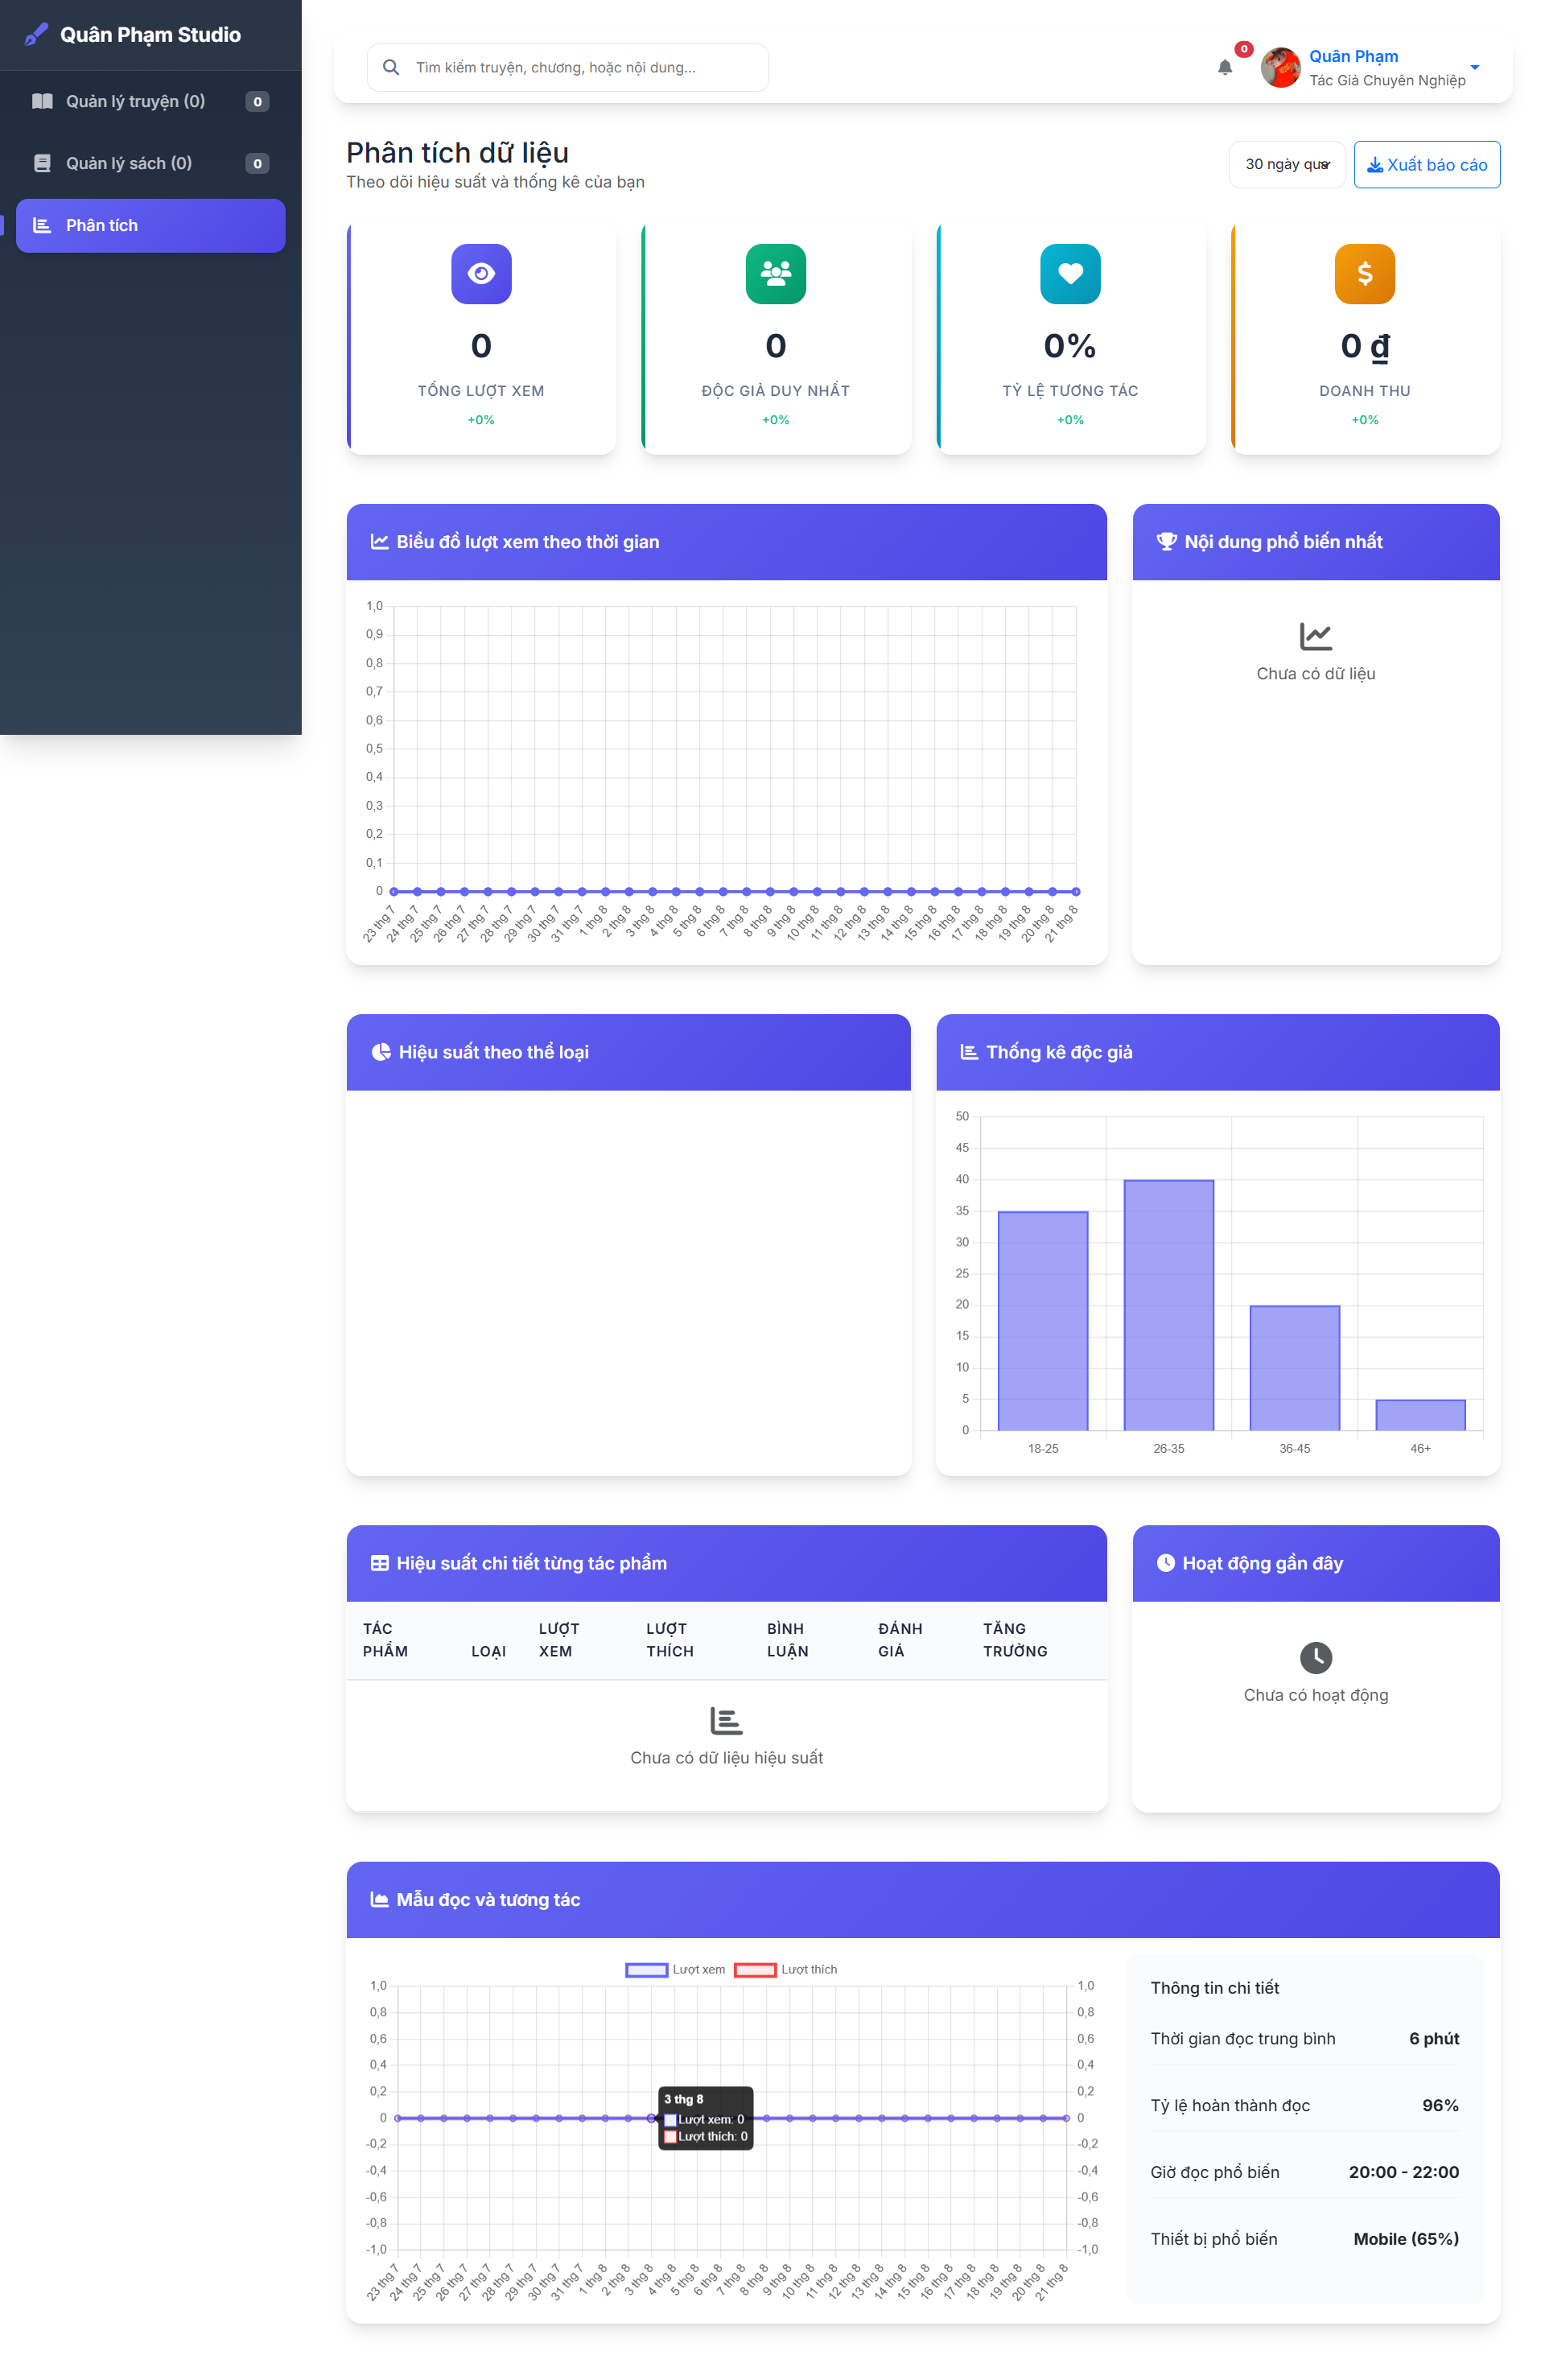 Quân Phạm Studio
Quản lý truyện (0) 0
Quản lý sách (0) 0
Phân tích
Tìm kiếm truyện, chương, hoặc nội dung...
0
Quân Phạm
Tác Giả Chuyên Nghiệp
Phân tích dữ liệu
Theo dõi hiệu suất và thống kê của bạn
30 ngày qua
Xuất báo cáo
0
TỔNG LƯỢT XEM
+0%
0
ĐỘC GIẢ DUY NHẤT
+0%
0%
TỶ LỆ TƯƠNG TÁC
+0%
0 ₫
DOANH THU
+0%
Biểu đồ lượt xem theo thời gian
1,0
0,9
0,8
0,7
0,6
0,5
0,4
0,3
0,2
0,1
0
23 thg 7
24 thg 7
25 thg 7
26 thg 7
27 thg 7
28 thg 7
29 thg 7
30 thg 7
31 thg 7
1 thg 8
2 thg 8
3 thg 8
4 thg 8
5 thg 8
6 thg 8
7 thg 8
8 thg 8
9 thg 8
10 thg 8
11 thg 8
12 thg 8
13 thg 8
14 thg 8
15 thg 8
16 thg 8
17 thg 8
18 thg 8
19 thg 8
20 thg 8
21 thg 8
Nội dung phổ biến nhất
Chưa có dữ liệu
Hiệu suất theo thể loại
Thống kê độc giả
50
45
40
35
30
25
20
15
10
5
0
18-25
26-35
36-45
46+
Hiệu suất chi tiết từng tác phẩm
TÁC PHẨM
LOẠI
LƯỢT XEM
LƯỢT THÍCH
BÌNH LUẬN
ĐÁNH GIÁ
TĂNG TRƯỞNG
Chưa có dữ liệu hiệu suất
Hoạt động gần đây
Chưa có hoạt động
Mẫu đọc và tương tác
Lượt xem
Lượt thích
1,0
0,8
0,6
0,4
0,2
0
-0,2
-0,4
-0,6
-0,8
-1,0
3 thg 8
Lượt xem: 0
Lượt thích: 0
1,0
0,8
0,6
0,4
0,2
0
-0,2
-0,4
-0,6
-0,8
-1,0
23 thg 7
24 thg 7
25 thg 7
26 thg 7
27 thg 7
28 thg 7
29 thg 7
30 thg 7
31 thg 7
1 thg 8
2 thg 8
3 thg 8
4 thg 8
5 thg 8
6 thg 8
7 thg 8
8 thg 8
9 thg 8
10 thg 8
11 thg 8
12 thg 8
13 thg 8
14 thg 8
15 thg 8
16 thg 8
17 thg 8
18 thg 8
19 thg 8
20 thg 8
21 thg 8
Thông tin chi tiết
Thời gian đọc trung bình 6 phút
Tỷ lệ hoàn thành đọc 96%
Giờ đọc phổ biến 20:00 - 22:00
Thiết bị phổ biến Mobile (65%)